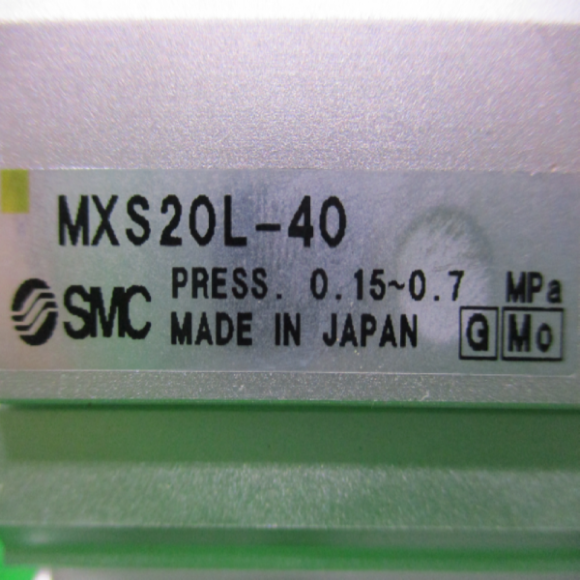 MXS20L-40
PRESS. 0.15~0.7 MPa
SMC MADE IN JAPAN G Mo